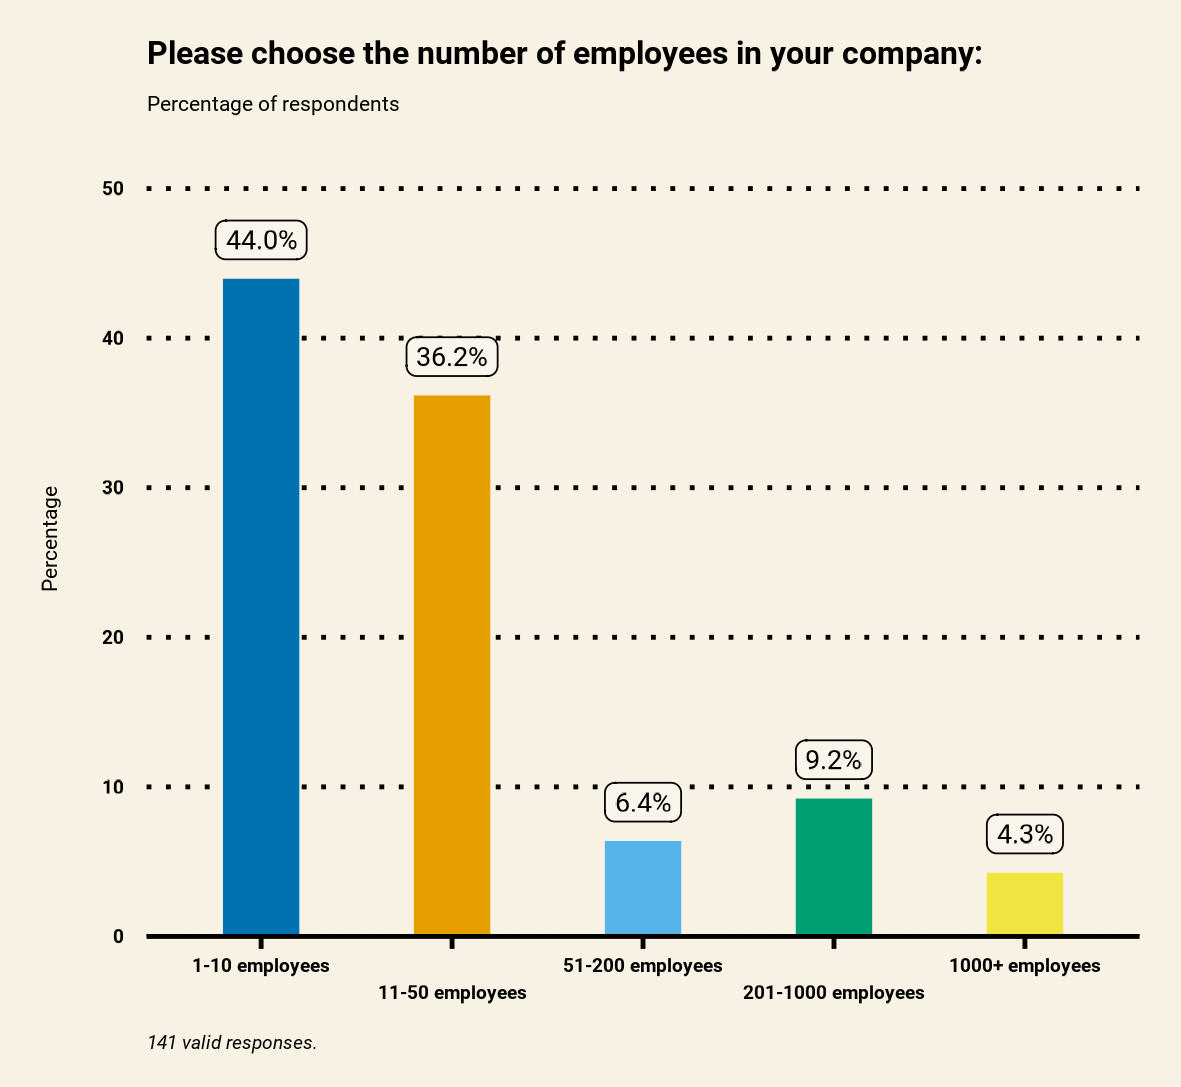 Please choose the number of employees in your company:
Percentage of respondents
50
44.0%
40
36.2%
30
Percentage
20
9.2%
10
6.4%
4.3%
0
1-10 employees
51-200 employees
1000+ employees
11-50 employees
201-1000 employees
141 valid responses.